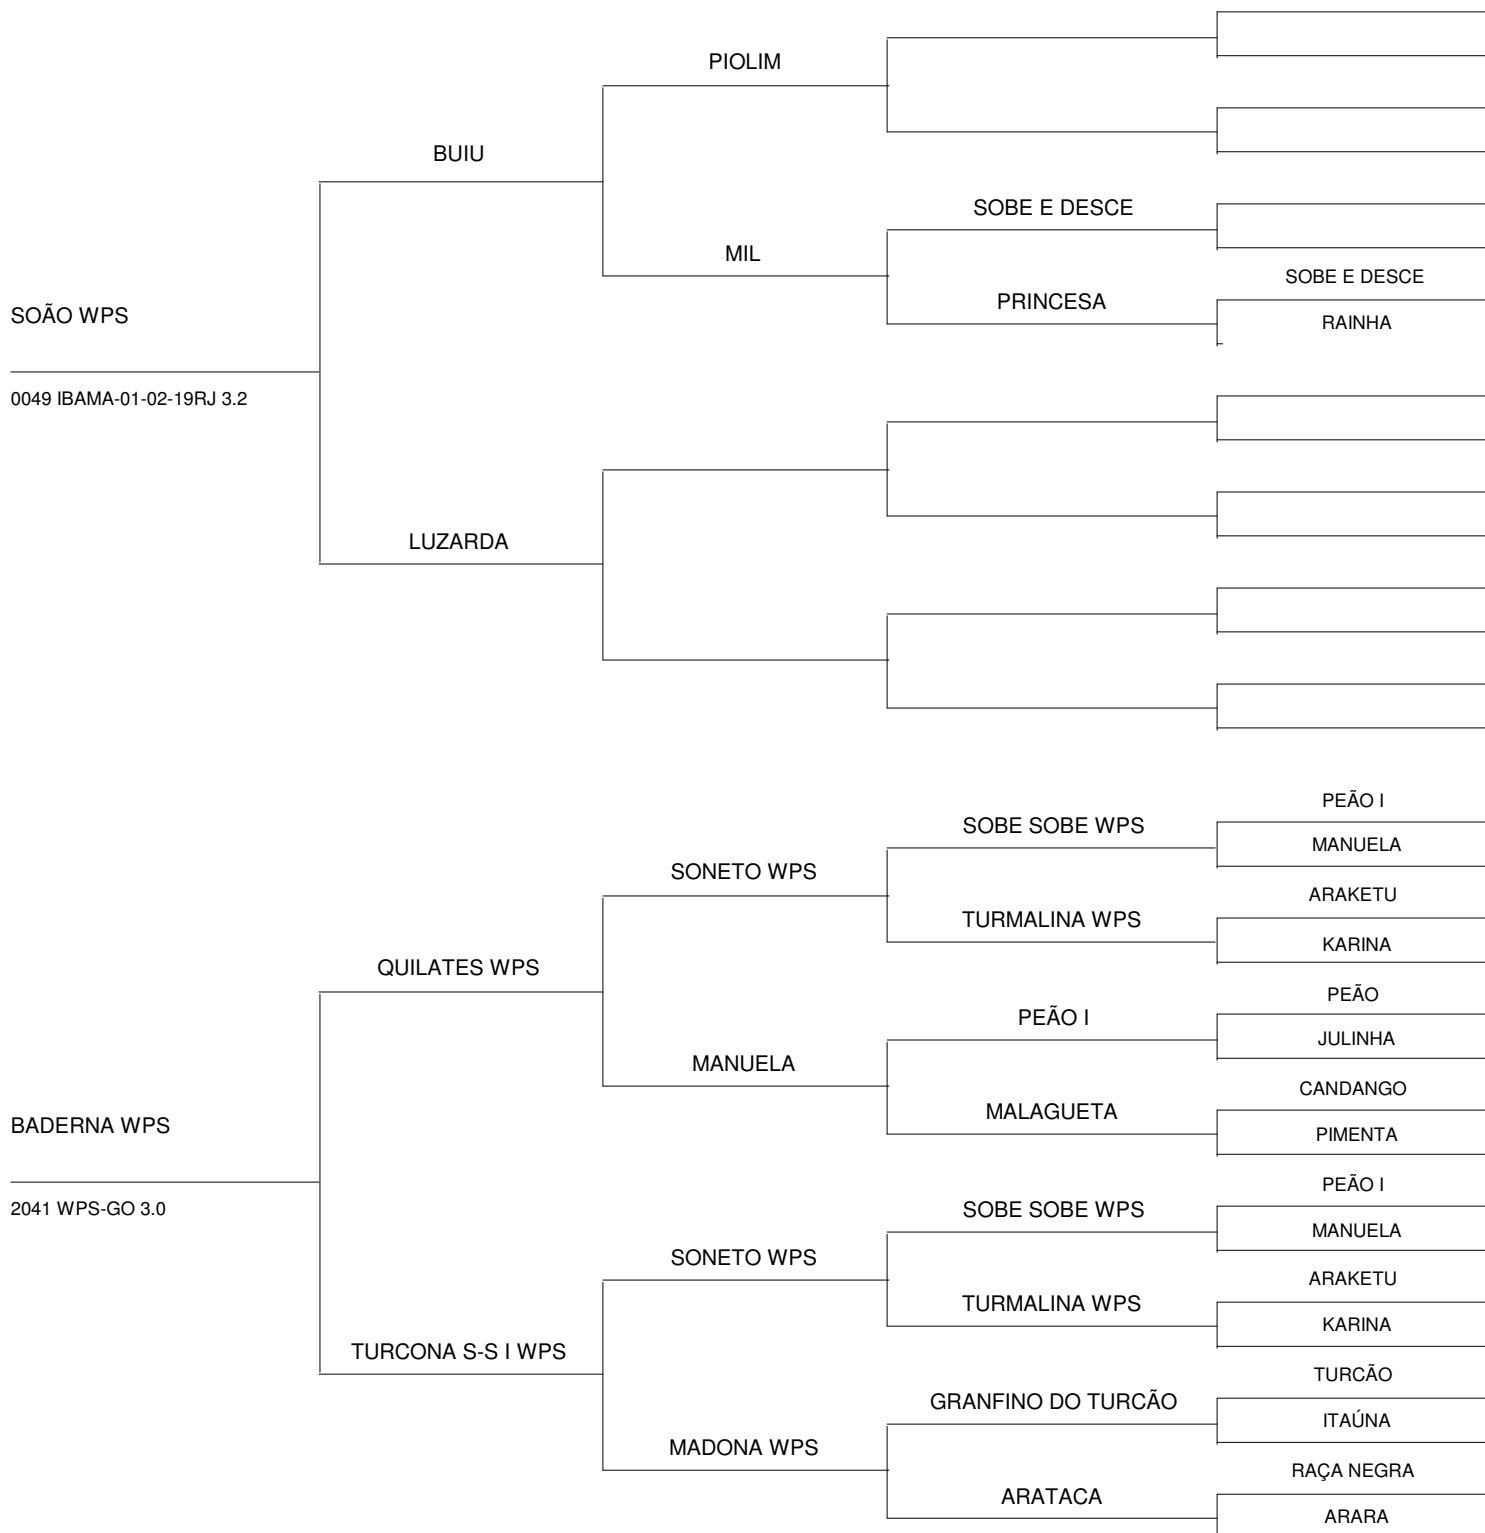 PIOLIM
BUIU
SOBE E DESCE
MIL
SOBE E DESCE
PRINCESA
RAINHA
SOÃO WPS
0049 IBAMA-01-02-19RJ 3.2
LUZARDA
PEÃO I
SOBE SOBE WPS
MANUELA
SONETO WPS
ARAKETU
TURMALINA WPS
KARINA
QUILATES WPS
PEÃO
PEÃO I
JULINHA
MANUELA
CANDANGO
MALAGUETA
PIMENTA
BADERNA WPS
PEÃO I
2041 WPS-GO 3.0
SOBE SOBE WPS
MANUELA
SONETO WPS
ARAKETU
TURMALINA WPS
KARINA
TURCONA S-S I WPS
TURCÃO
GRANFINO DO TURCÃO
ITAÚNA
MADONA WPS
RAÇA NEGRA
ARATACA
ARARA